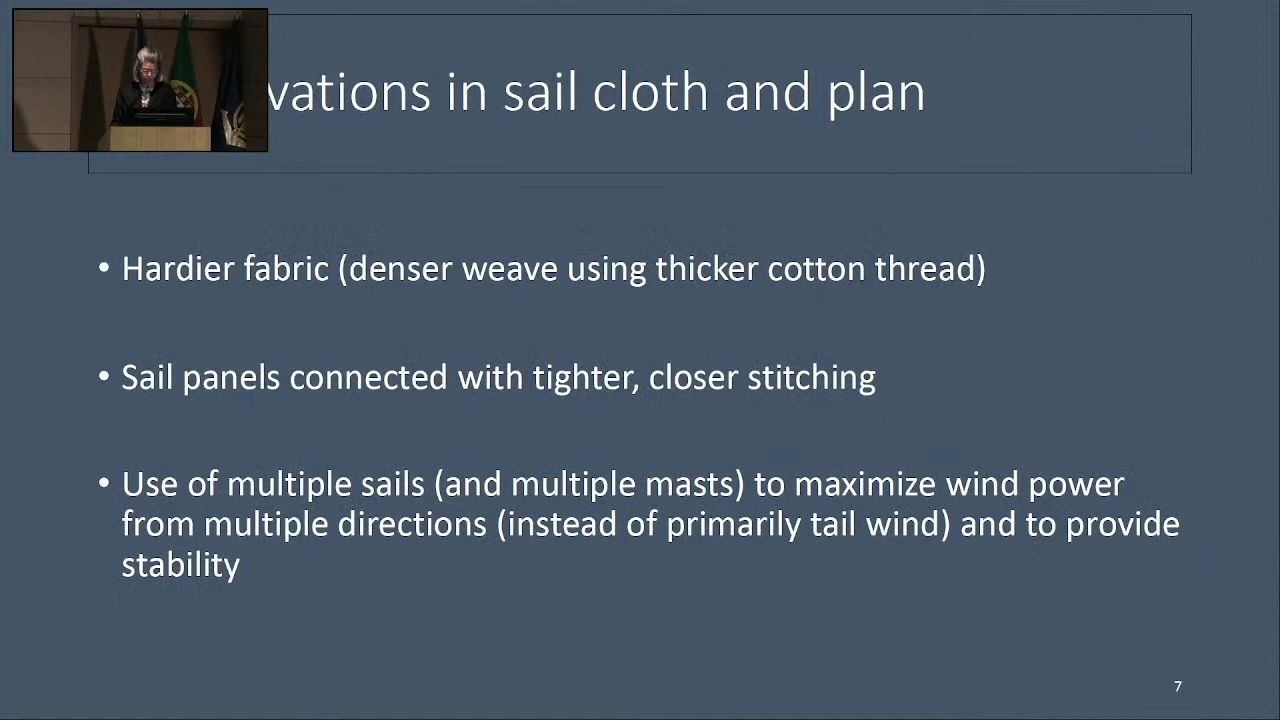 vations in sail cloth and plan
• Hardier fabric (denser weave using thicker cotton thread)
• Sail panels connected with tighter, closer stitching
• Use of multiple sails (and multiple masts) to maximize wind power
from multiple directions (instead of primarily tail wind) and to provide
stability
7